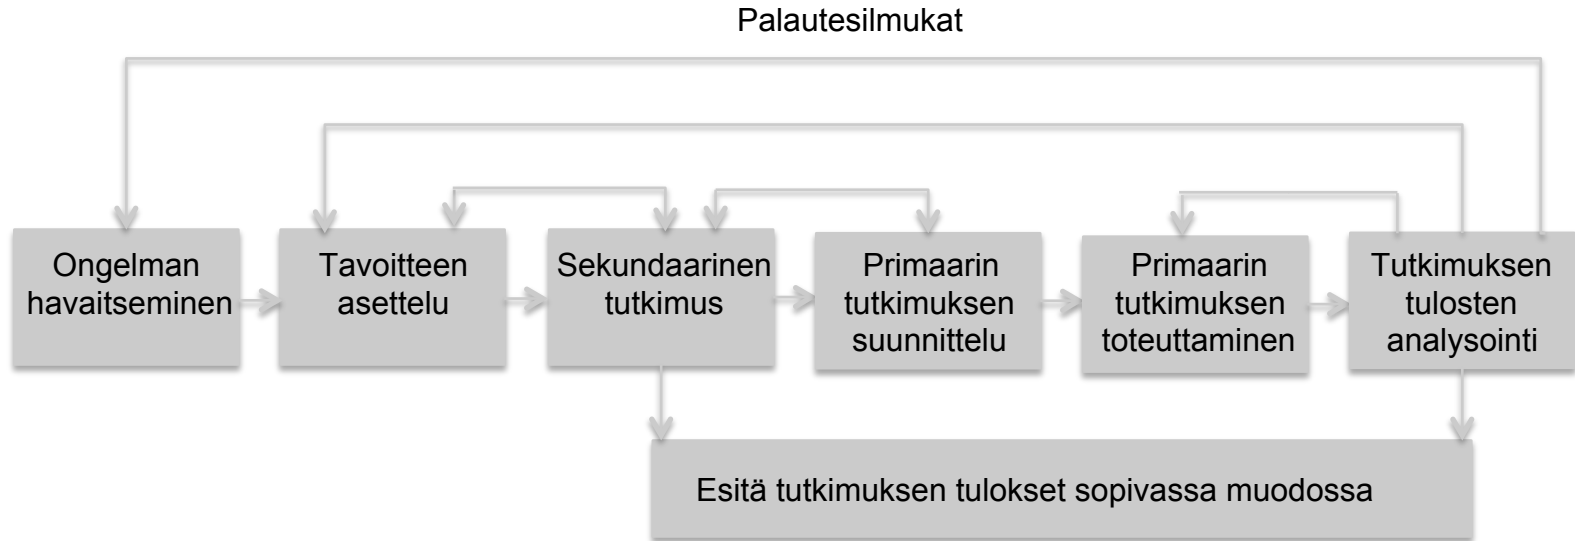 Palautesilmukat
Ongelman
havaitseminen
Tavoitteen
asettelu
Sekundaarinen
tutkimus
Primaarin
tutkimuksen
suunnittelu
Primaarin
tutkimuksen
toteuttaminen
Tutkimuksen
tulosten
analysointi
Esitä tutkimuksen tulokset sopivassa muodossa